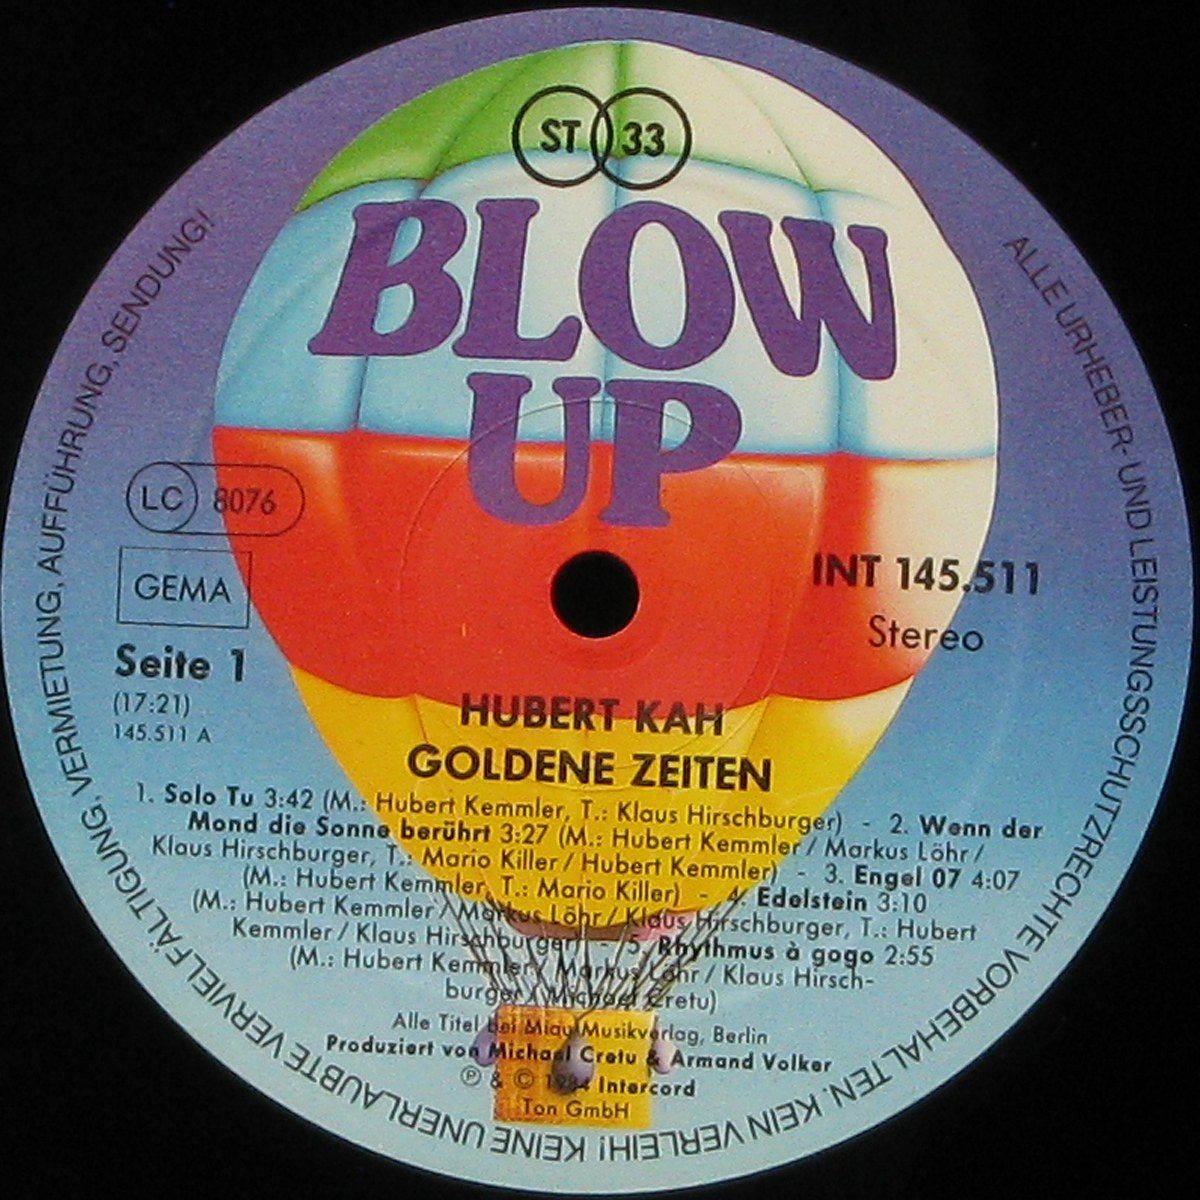 ST 33
BLOW
UP
LC 8076
GEMA
INT 145.511
Stereo
Seite 1
(17:21)
145.511 A
HUBERT KAH
GOLDENE ZEITEN
1. Solo Tu 3:42 (M.: Hubert Kemmler, T.: Klaus Hirschburger) - 2. Wenn der
Mond die Sonne berührt 3:27 (M.: Hubert Kemmler / Markus Löhr /
Klaus Hirschburger, T.: Mario Killer / Hubert Kemmler) - 3. Engel 07 4:07
(M.: Hubert Kemmler, T.: Mario Killer) - 4. Edelstein 3:10
(M.: Hubert Kemmler / Markus Löhr / Klaus Hirschburger, T.: Hubert
Kemmler / Klaus Hirschburger) - 5. Rhythmus à gogo 2:55
(M.: Hubert Kemmler / Markus Löhr / Klaus Hirsch-
burger / Michael Cretu)
Alle Titel bei Miau Musikverlag, Berlin
Produziert von Michael Cretu & Armand Volker
℗ & © 1984 Intercord
Ton GmbH
ALLE URHEBER- UND LEISTUNGSSCHUTZRECHTE VORBEHALTEN. KEIN VERLEIH! KEINE UNERLAUBTE VERVIELFÄLTIGUNG, VERMIETUNG, AUFFÜHRUNG, SENDUNG!